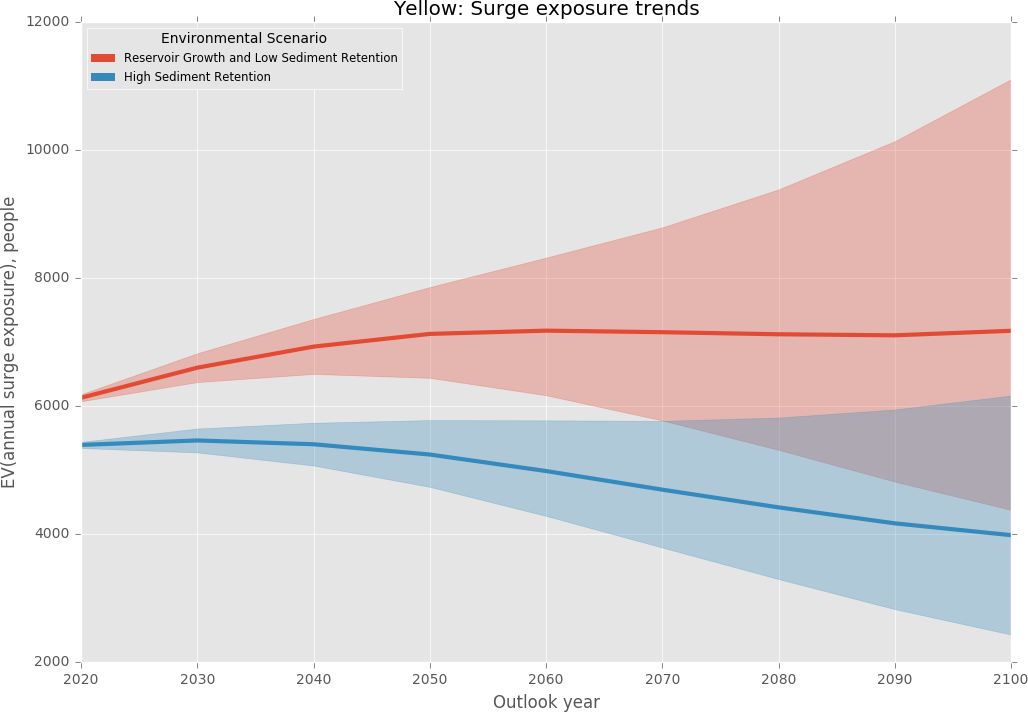 Yellow: Surge exposure trends
12000
10000
8000
6000
4000
2000
EV(annual surge exposure), people
Environmental Scenario
Reservoir Growth and Low Sediment Retention
High Sediment Retention
2020 2030 2040 2050 2060 2070 2080 2090 2100
Outlook year